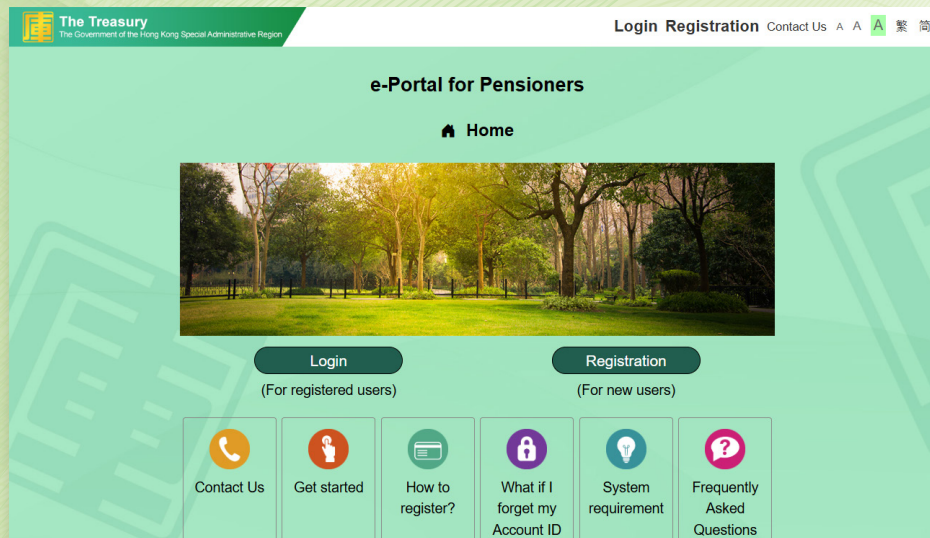 The Treasury
The Government of the Hong Kong Special Administrative Region
Login Registration Contact Us A A A 繁 简
e-Portal for Pensioners
Home
Login
Registration
(For registered users)
(For new users)
Contact Us
Get started
How to
register?
What if I
forget my
Account ID
System
requirement
Frequently
Asked
Questions